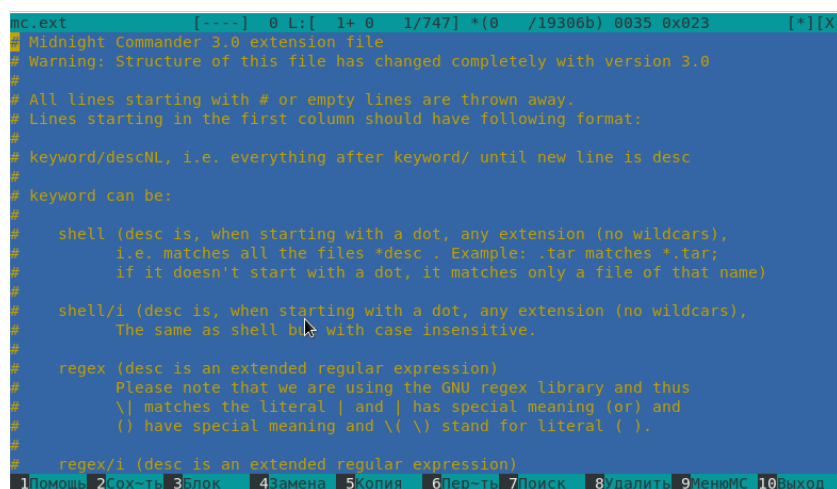 mc.ext [----] 0 L:[ 1+ 0 1/747] *(0 /19306b) 0035 0x023 [*][X
# Midnight Commander 3.0 extension file
# Warning: Structure of this file has changed completely with version 3.0
#
# All lines starting with # or empty lines are thrown away.
# Lines starting in the first column should have following format:
#
# keyword/descNL, i.e. everything after keyword/ until new line is desc
#
# keyword can be:
#
#    shell (desc is, when starting with a dot, any extension (no wildcars),
#          i.e. matches all the files *desc . Example: .tar matches *.tar;
#          if it doesn't start with a dot, it matches only a file of that name)
#
#    shell/i (desc is, when starting with a dot, any extension (no wildcars),
#          The same as shell but with case insensitive.
#
#    regex (desc is an extended regular expression)
#          Please note that we are using the GNU regex library and thus
#          \| matches the literal | and | has special meaning (or) and
#          () have special meaning and \( \) stand for literal ( ).
#
#    regex/i (desc is an extended regular expression)
1Помощь 2Сох~ть 3Блок 4Замена 5Копия 6Пер~ть 7Поиск 8Удалить 9МенюМС 10Выход